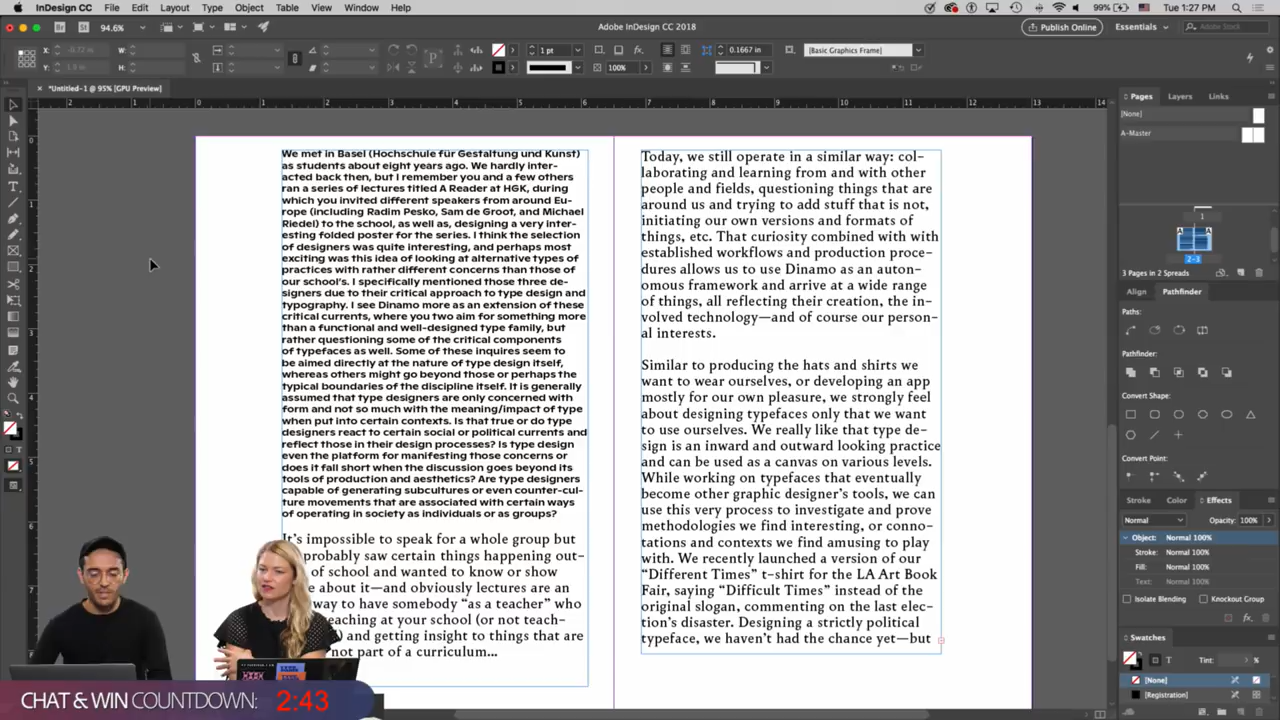 InDesign CC File Edit Layout Type Object Table View Window Help 99% Tue 1:27 PM
Br St 94.6% Adobe InDesign CC 2018 Publish Online Essentials Adobe Stock
X: W: 1 pt 0.1667 in [Basic Graphics Frame]
Y: H: 100%
*Untitled-1 @ 95% [GPU Preview]
2 1 0 1 2 3 4 5 6 7 8 9 10 11 12 13 14
Pages Layers Links
[None]
A-Master
1
2-3
3 Pages in 2 Spreads
Align Pathfinder
Paths:
Pathfinder:
Convert Shape:
Convert Point:
Stroke Color Effects
Normal Opacity: 100%
Object: Normal 100%
Stroke: Normal 100%
Fill: Normal 100%
Text: Normal 100%
Isolate Blending Knockout Group
Swatches
Tint: %
[None]
[Registration]
We met in Basel (Hochschule für Gestaltung und Kunst)
as students about eight years ago. We hardly inter-
acted back then, but I remember you and a few others
ran a series of lectures titled A Reader at HGK, during
which you invited different speakers from around Eu-
rope (including Radim Pesko, Sam de Groot, and Michael
Riedel) to the school, as well as, designing a very inter-
esting folded poster for the series. I think the selection
of designers was quite interesting, and perhaps most
exciting was this idea of looking at alternative types of
practices with rather different concerns than those of
our school's. I specifically mentioned those three de-
signers due to their critical approach to type design and
typography. I see Dinamo more as an extension of these
critical currents, where you two aim for something more
than a functional and well-designed type family, but
rather questioning some of the critical components
of typefaces as well. Some of these inquires seem to
be aimed directly at the nature of type design itself,
whereas others might go beyond those or perhaps the
typical boundaries of the discipline itself. It is generally
assumed that type designers are only concerned with
form and not so much with the meaning/impact of type
when put into certain contexts. Is that true or do type
designers react to certain social or political currents and
reflect those in their design processes? Is type design
even the platform for manifesting those concerns or
does it fall short when the discussion goes beyond its
tools of production and aesthetics? Are type designers
capable of generating subcultures or even counter-cul-
ture movements that are associated with certain ways
of operating in society as individuals or as groups?
It's impossible to speak for a whole group but
probably saw certain things happening out-
of school and wanted to know or show
about it—and obviously lectures are an
way to have somebody “as a teacher” who
eaching at your school (or not teach-
) and getting insight to things that are
not part of a curriculum...
Today, we still operate in a similar way: col-
laborating and learning from and with other
people and fields, questioning things that are
around us and trying to add stuff that is not,
initiating our own versions and formats of
things, etc. That curiosity combined with with
established workflows and production proce-
dures allows us to use Dinamo as an auton-
omous framework and arrive at a wide range
of things, all reflecting their creation, the in-
volved technology—and of course our person-
al interests.
Similar to producing the hats and shirts we
want to wear ourselves, or developing an app
mostly for our own pleasure, we strongly feel
about designing typefaces only that we want
to use ourselves. We really like that type de-
sign is an inward and outward looking practice
and can be used as a canvas on various levels.
While working on typefaces that eventually
become other graphic designer's tools, we can
use this very process to investigate and prove
methodologies we find interesting, or conno-
tations and contexts we find amusing to play
with. We recently launched a version of our
“Different Times” t-shirt for the LA Art Book
Fair, saying “Difficult Times” instead of the
original slogan, commenting on the last elec-
tion's disaster. Designing a strictly political
typeface, we haven't had the chance yet—but
CHAT & WIN COUNTDOWN: 2:43